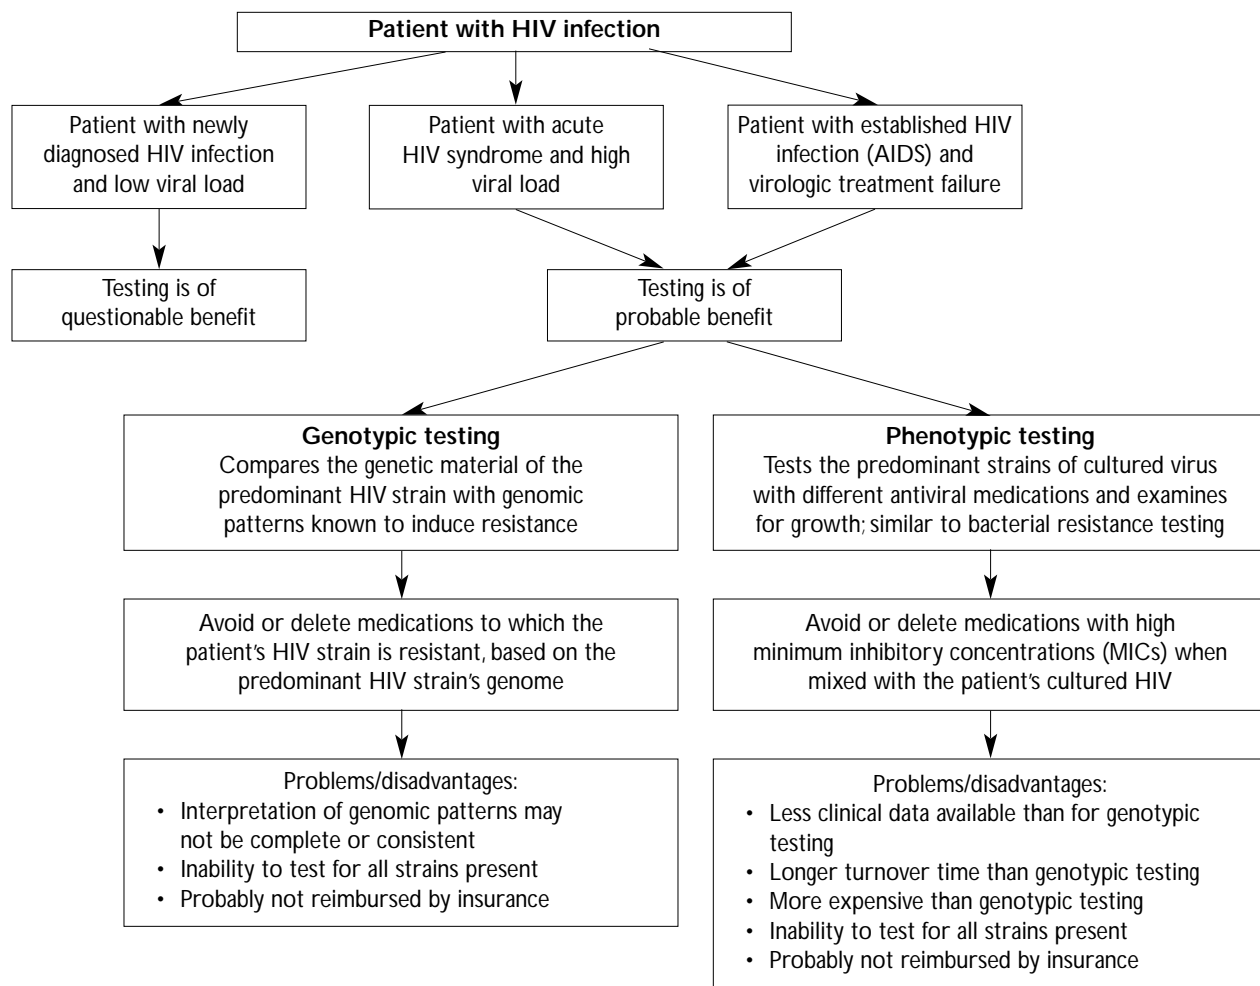 Patient with HIV infection
Patient with newly
diagnosed HIV infection
and low viral load
Patient with acute
HIV syndrome and high
viral load
Patient with established HIV
infection (AIDS) and
virologic treatment failure
Testing is of
questionable benefit
Testing is of
probable benefit
Genotypic testing
Compares the genetic material of the
predominant HIV strain with genomic
patterns known to induce resistance
Phenotypic testing
Tests the predominant strains of cultured virus
with different antiviral medications and examines
for growth; similar to bacterial resistance testing
Avoid or delete medications to which the
patient's HIV strain is resistant, based on the
predominant HIV strain's genome
Avoid or delete medications with high
minimum inhibitory concentrations (MICs) when
mixed with the patient's cultured HIV
Problems/disadvantages:
• Interpretation of genomic patterns may
not be complete or consistent
• Inability to test for all strains present
• Probably not reimbursed by insurance
Problems/disadvantages:
• Less clinical data available than for genotypic
testing
• Longer turnover time than genotypic testing
• More expensive than genotypic testing
• Inability to test for all strains present
• Probably not reimbursed by insurance